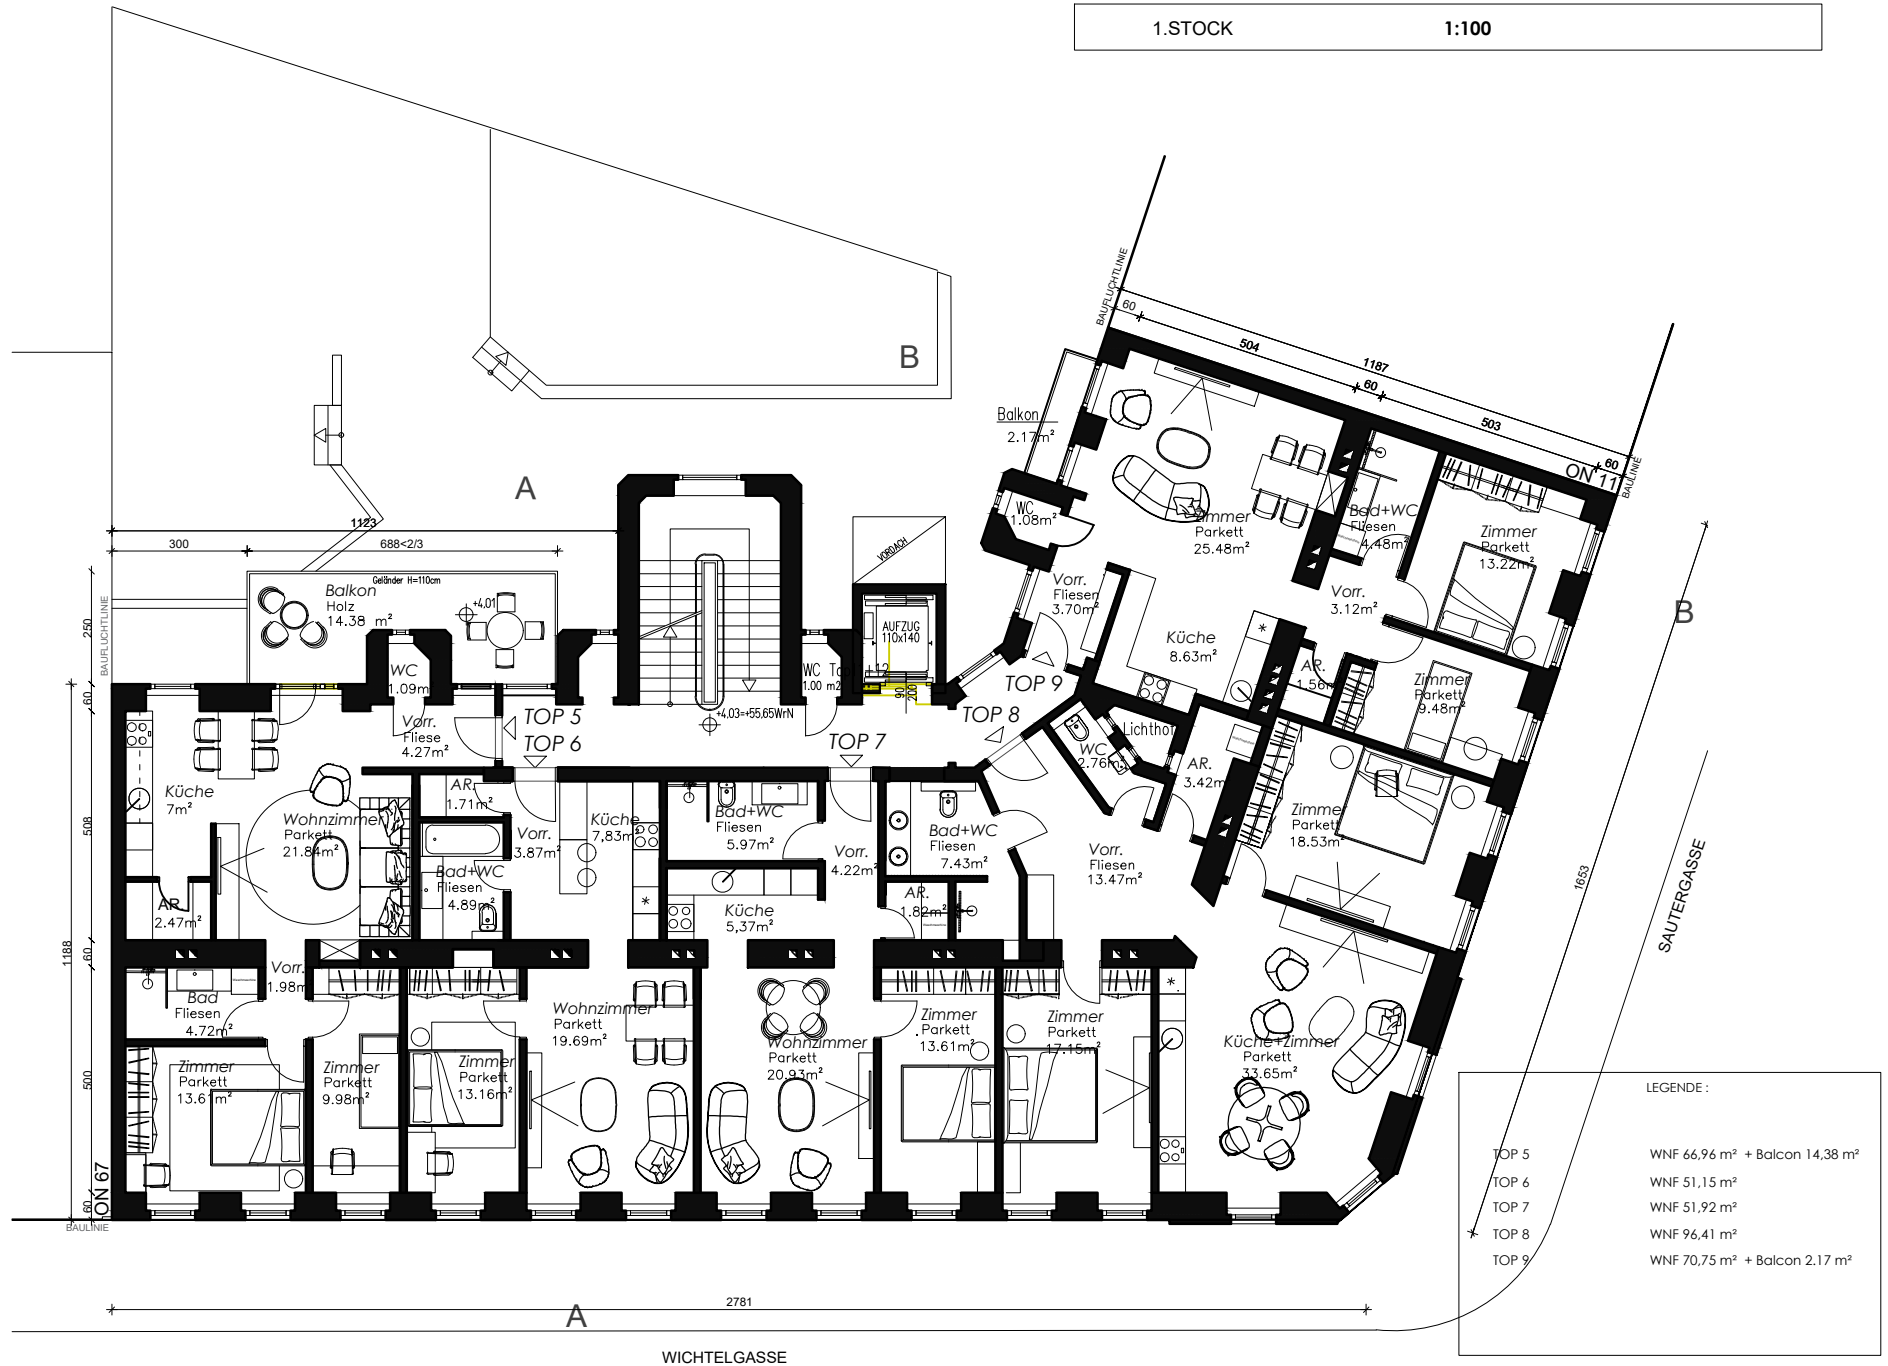 1.STOCK 1:100
BAUFLUCHTLINIE
60
504
1187
60
503
60
ON 11
BAULINIE
B
A
B
Balkon
2.17m²
WC
1.08m²
Zimmer
Parkett
25.48m²
Bad+WC
Fliesen
4.48m²
Zimmer
Parkett
13.22m²
Vorr.
Fliesen
3.70m²
Vorr.
3.12m²
Küche
8.63m²
*
AR.
1.56m²
Zimmer
Parkett
9.48m²
1123
300
688<2/3
Geländer H=110cm
Balkon
Holz
14.38 m²
+4,01
VORDACH
AUFZUG
110x140
90
200
BAUFLUCHTLINIE
250
60
508
60
500
60
1188
WC
1.09m²
Vorr.
Fliese
4.27m²
TOP 5
TOP 6
+4,03=+55,65WrN
1.00 m2
TOP 7
TOP 8
TOP 9
Lichthof
WC
2.76m²
AR.
3.42m²
Zimmer
Parkett
18.53m²
Küche
7m²
Wohnzimmer
Parkett
21.84m²
AR.
2.47m²
AR.
1.71m²
Bad+WC
Fliesen
4.89m²
Vorr.
3.87m²
Küche
7,83m²
*
Bad+WC
Fliesen
5.97m²
Küche
5,37m²
Vorr.
4.22m²
Bad+WC
Fliesen
7.43m²
AR.
1.82m²
Vorr.
Fliesen
13.47m²
Vorr.
1.98m²
Bad
Fliesen
4.72m²
Zimmer
Parkett
13.61m²
Zimmer
Parkett
9.98m²
Zimmer
Parkett
13.16m²
Wohnzimmer
Parkett
19.69m²
Wohnzimmer
Parkett
20.93m²
Zimmer
Parkett
13.61m²
Zimmer
Parkett
17.15m²
*
Küche+Zimmer
Parkett
33.65m²
1653
SAUTERGASSE
ON 67
BAULINIE
LEGENDE :
TOP 5 WNF 66,96 m² + Balcon 14,38 m²
TOP 6 WNF 51,15 m²
TOP 7 WNF 51,92 m²
TOP 8 WNF 96,41 m²
TOP 9 WNF 70,75 m² + Balcon 2.17 m²
2781
A
WICHTELGASSE